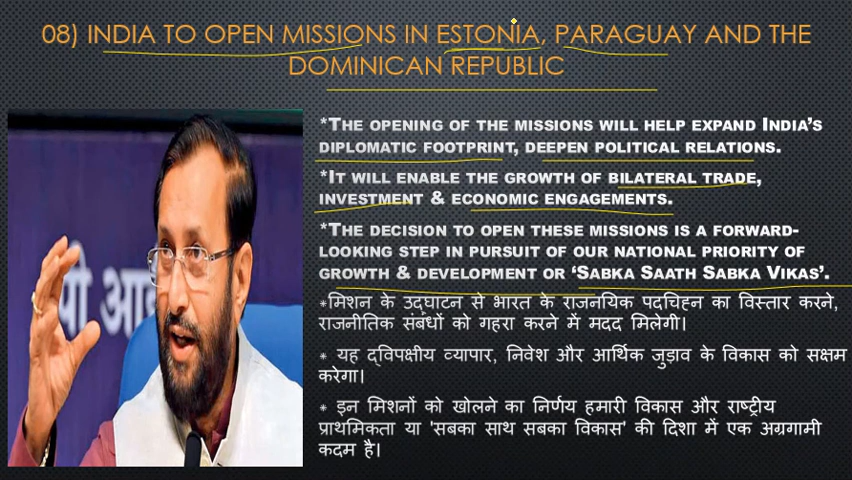 08) INDIA TO OPEN MISSIONS IN ESTONIA, PARAGUAY AND THE
DOMINICAN REPUBLIC
*THE OPENING OF THE MISSIONS WILL HELP EXPAND INDIA'S
DIPLOMATIC FOOTPRINT, DEEPEN POLITICAL RELATIONS.
*IT WILL ENABLE THE GROWTH OF BILATERAL TRADE,
INVESTMENT & ECONOMIC ENGAGEMENTS.
*THE DECISION TO OPEN THESE MISSIONS IS A FORWARD-
LOOKING STEP IN PURSUIT OF OUR NATIONAL PRIORITY OF
GROWTH & DEVELOPMENT OR 'SABKA SAATH SABKA VIKAS'.
*मिशन के उद्घाटन से भारत के राजनयिक पदचिह्न का विस्तार करने,
राजनीतिक संबंधों को गहरा करने में मदद मिलेगी।
* यह द्विपक्षीय व्यापार, निवेश और आर्थिक जुड़ाव के विकास को सक्षम
करेगा।
* इन मिशनों को खोलने का निर्णय हमारी विकास और राष्ट्रीय
प्राथमिकता या 'सबका साथ सबका विकास' की दिशा में एक अग्रगामी
कदम है।
पी आ